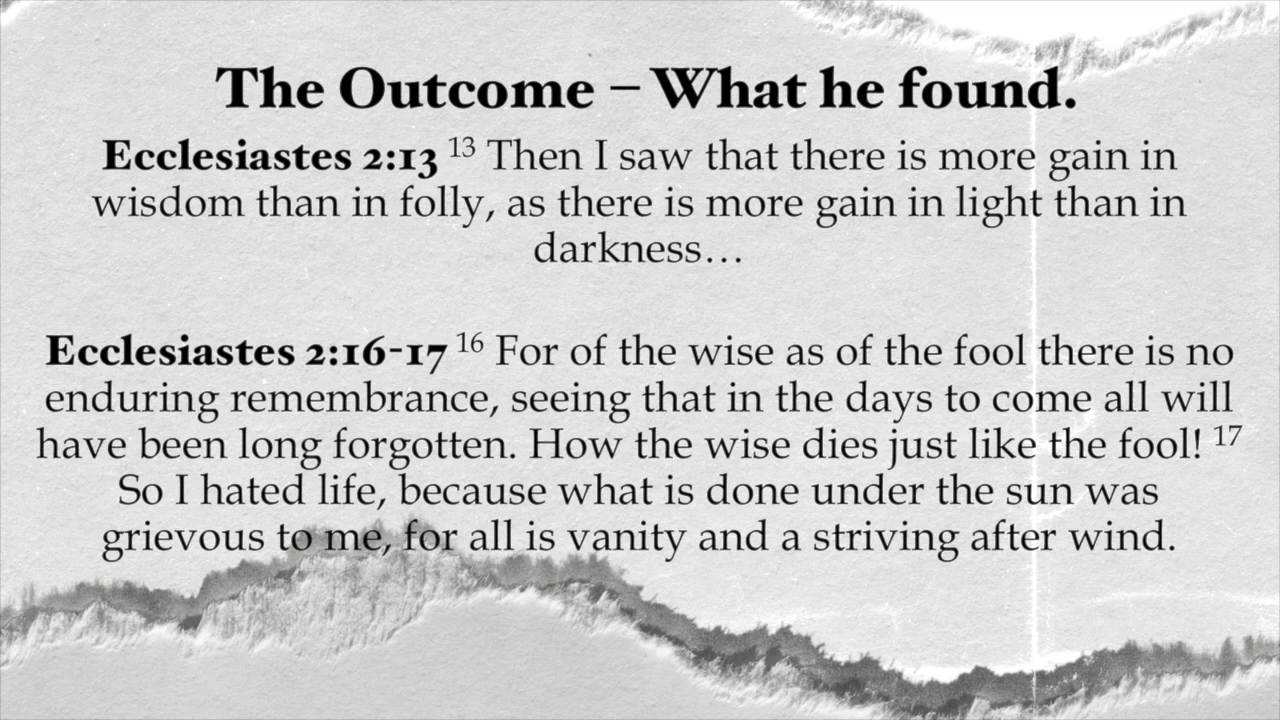 The Outcome – What he found.
Ecclesiastes 2:13 13 Then I saw that there is more gain in
wisdom than in folly, as there is more gain in light than in
darkness…
Ecclesiastes 2:16-17 16 For of the wise as of the fool there is no
enduring remembrance, seeing that in the days to come all will
have been long forgotten. How the wise dies just like the fool! 17
So I hated life, because what is done under the sun was
grievous to me, for all is vanity and a striving after wind.